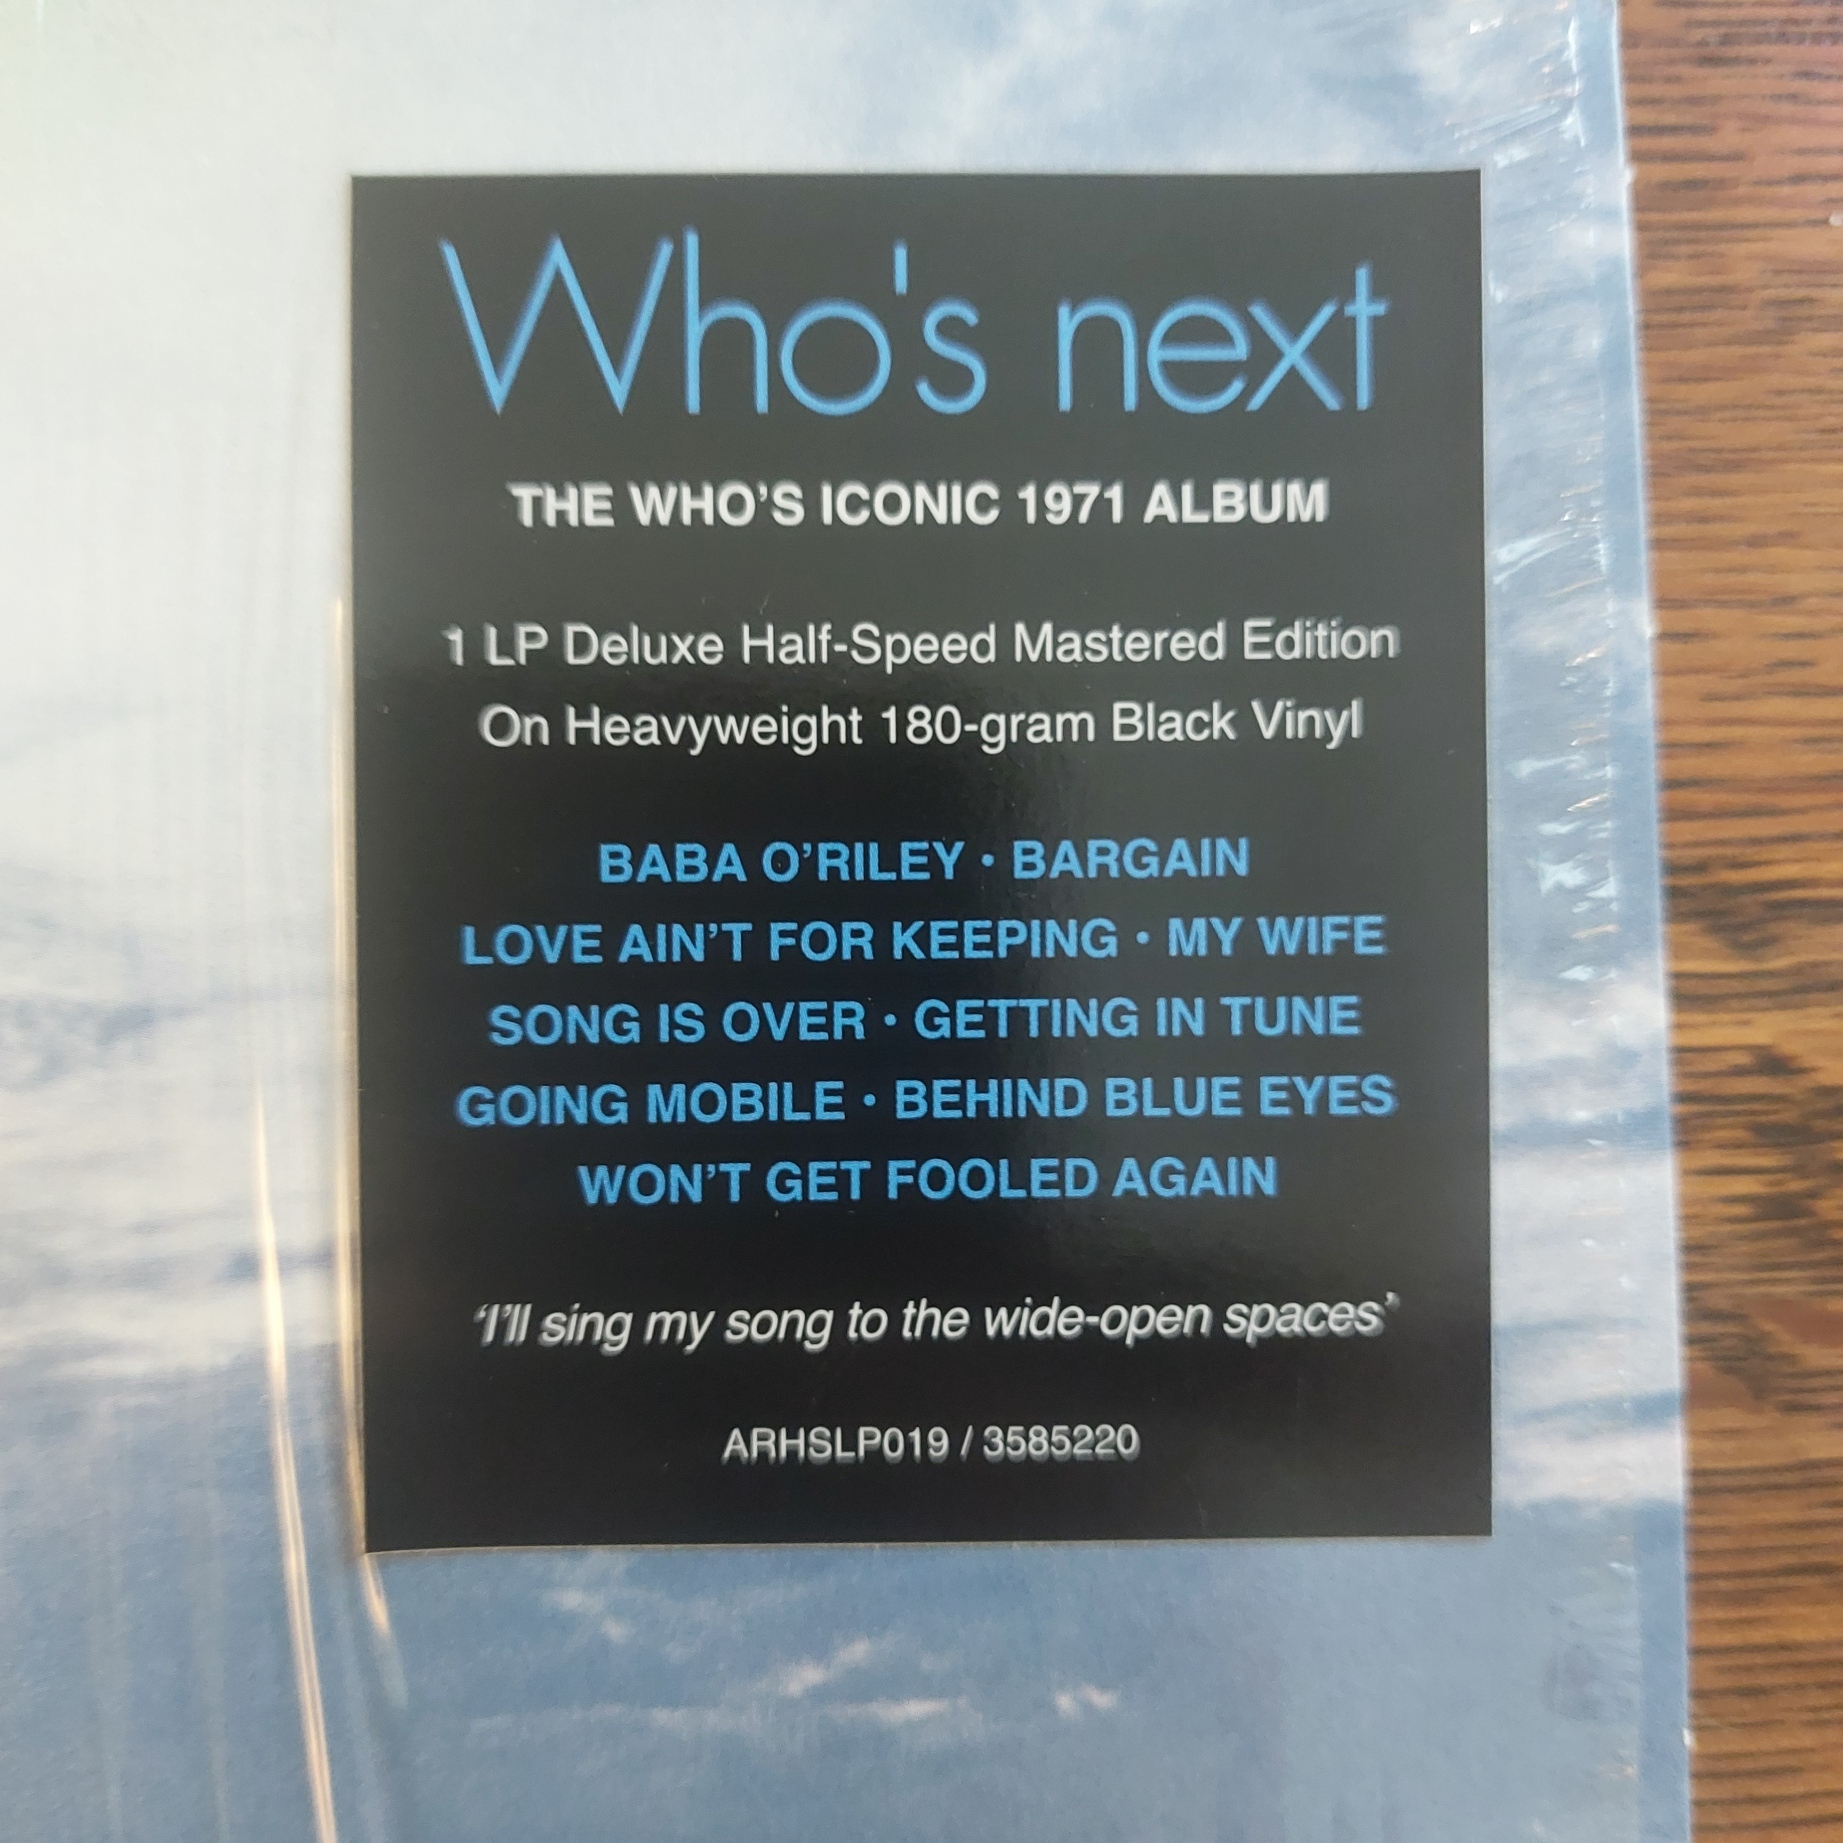 Who's next
THE WHO'S ICONIC 1971 ALBUM
1 LP Deluxe Half-Speed Mastered Edition
On Heavyweight 180-gram Black Vinyl
BABA O'RILEY • BARGAIN
LOVE AIN'T FOR KEEPING • MY WIFE
SONG IS OVER • GETTING IN TUNE
GOING MOBILE • BEHIND BLUE EYES
WON'T GET FOOLED AGAIN
'I'll sing my song to the wide-open spaces'
ARHSLP019 / 3585220